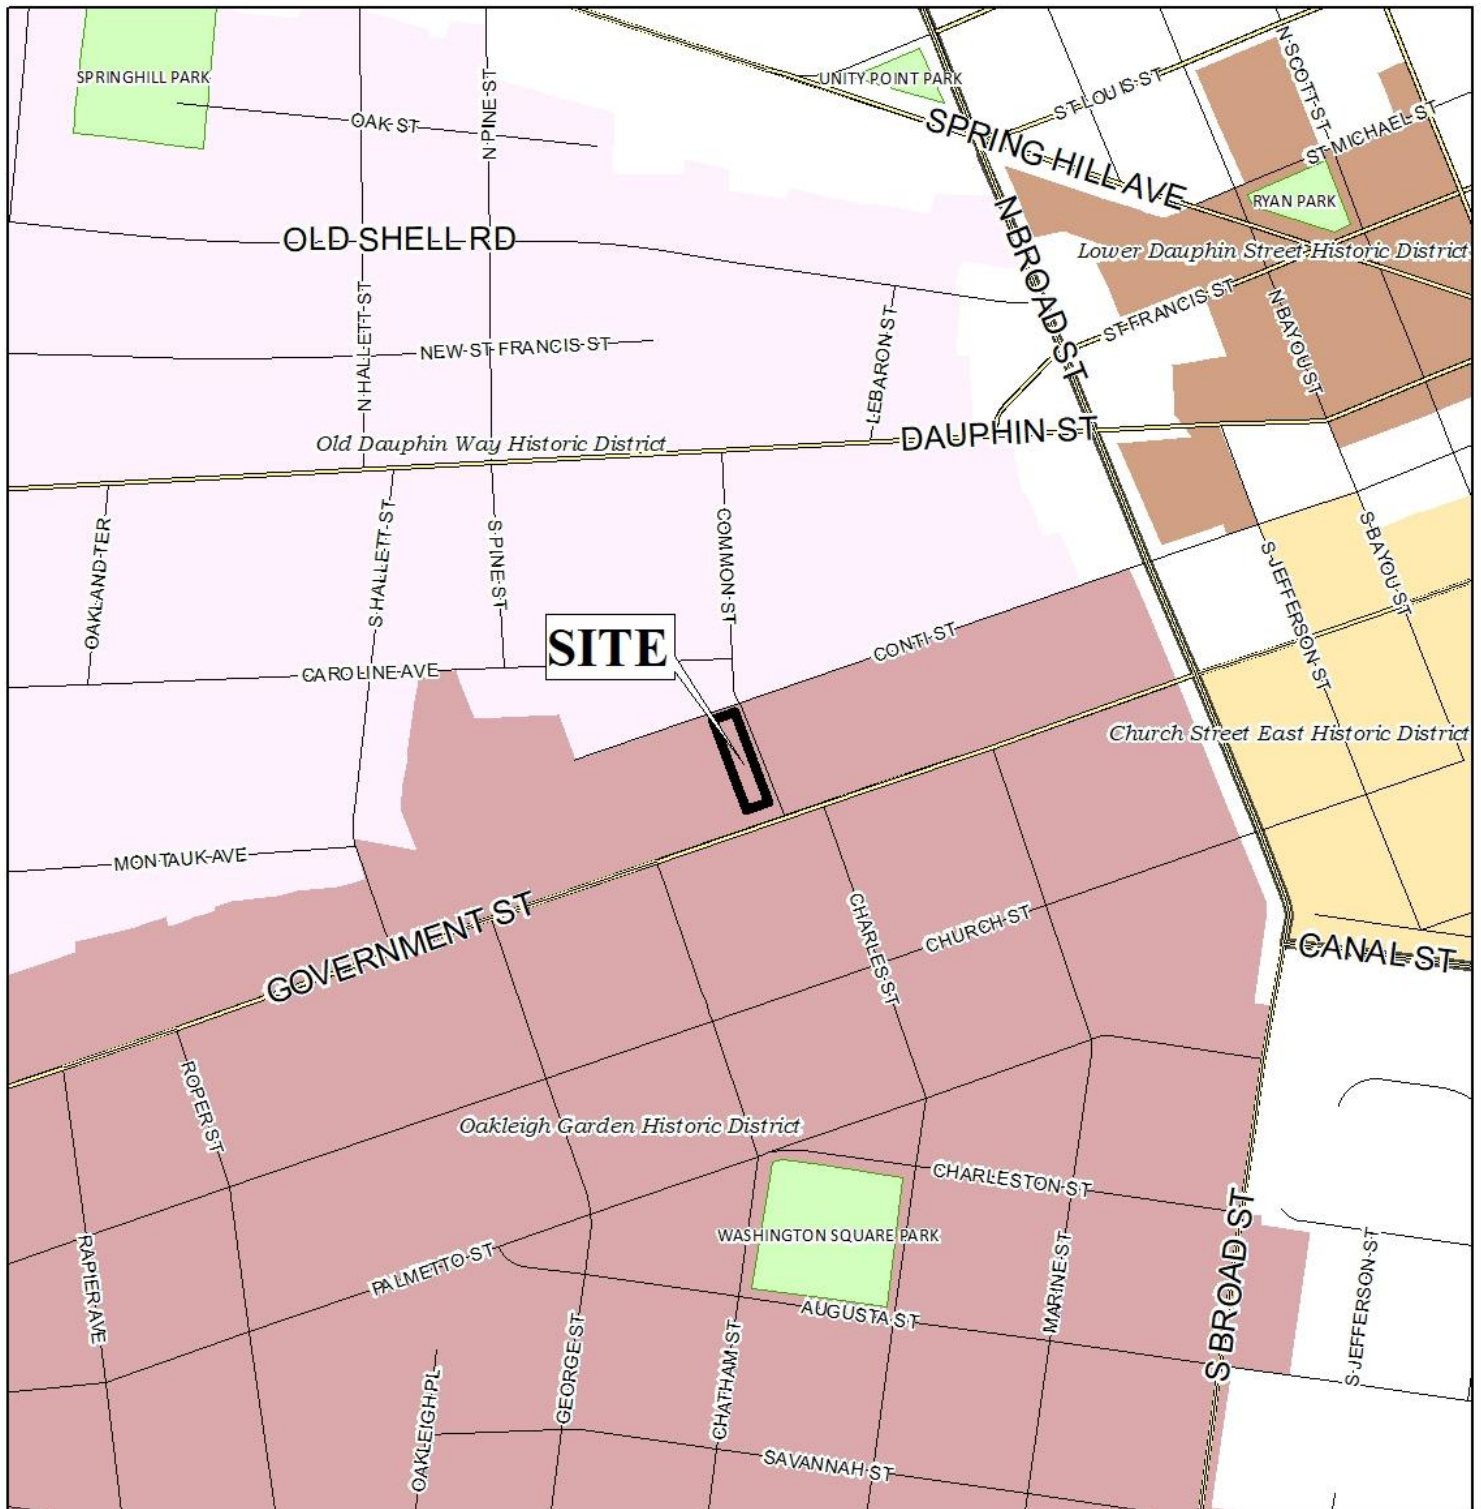 SPRINGHILL PARK
UNITY POINT PARK
N SCOTT ST
OAK ST
N PINE ST
ST LOUIS ST
ST MICHAEL ST
SPRING HILL AVE
RYAN PARK
OLD SHELL RD
N BROAD ST
Lower Dauphin Street Historic District
N HALLETT ST
NEW ST FRANCIS ST
LEBARON ST
ST FRANCIS ST
N BAYOU ST
Old Dauphin Way Historic District
DAUPHIN ST
OAKLAND TER
S HALLETT ST
S PINE ST
COMMON ST
S JEFFERSON ST
S BAYOU ST
SITE
CAROLINE AVE
CONTI ST
Church Street East Historic District
MONTAUK AVE
GOVERNMENT ST
CHARLES ST
CHURCH ST
CANAL ST
ROPER ST
Oakleigh Garden Historic District
CHARLESTON ST
WASHINGTON SQUARE PARK
RAPIER AVE
PALMETTO ST
AUGUSTA ST
MARINE ST
S BROAD ST
S JEFFERSON ST
OAKLEIGH PL
GEORGE ST
CHATHAM ST
SAVANNAH ST